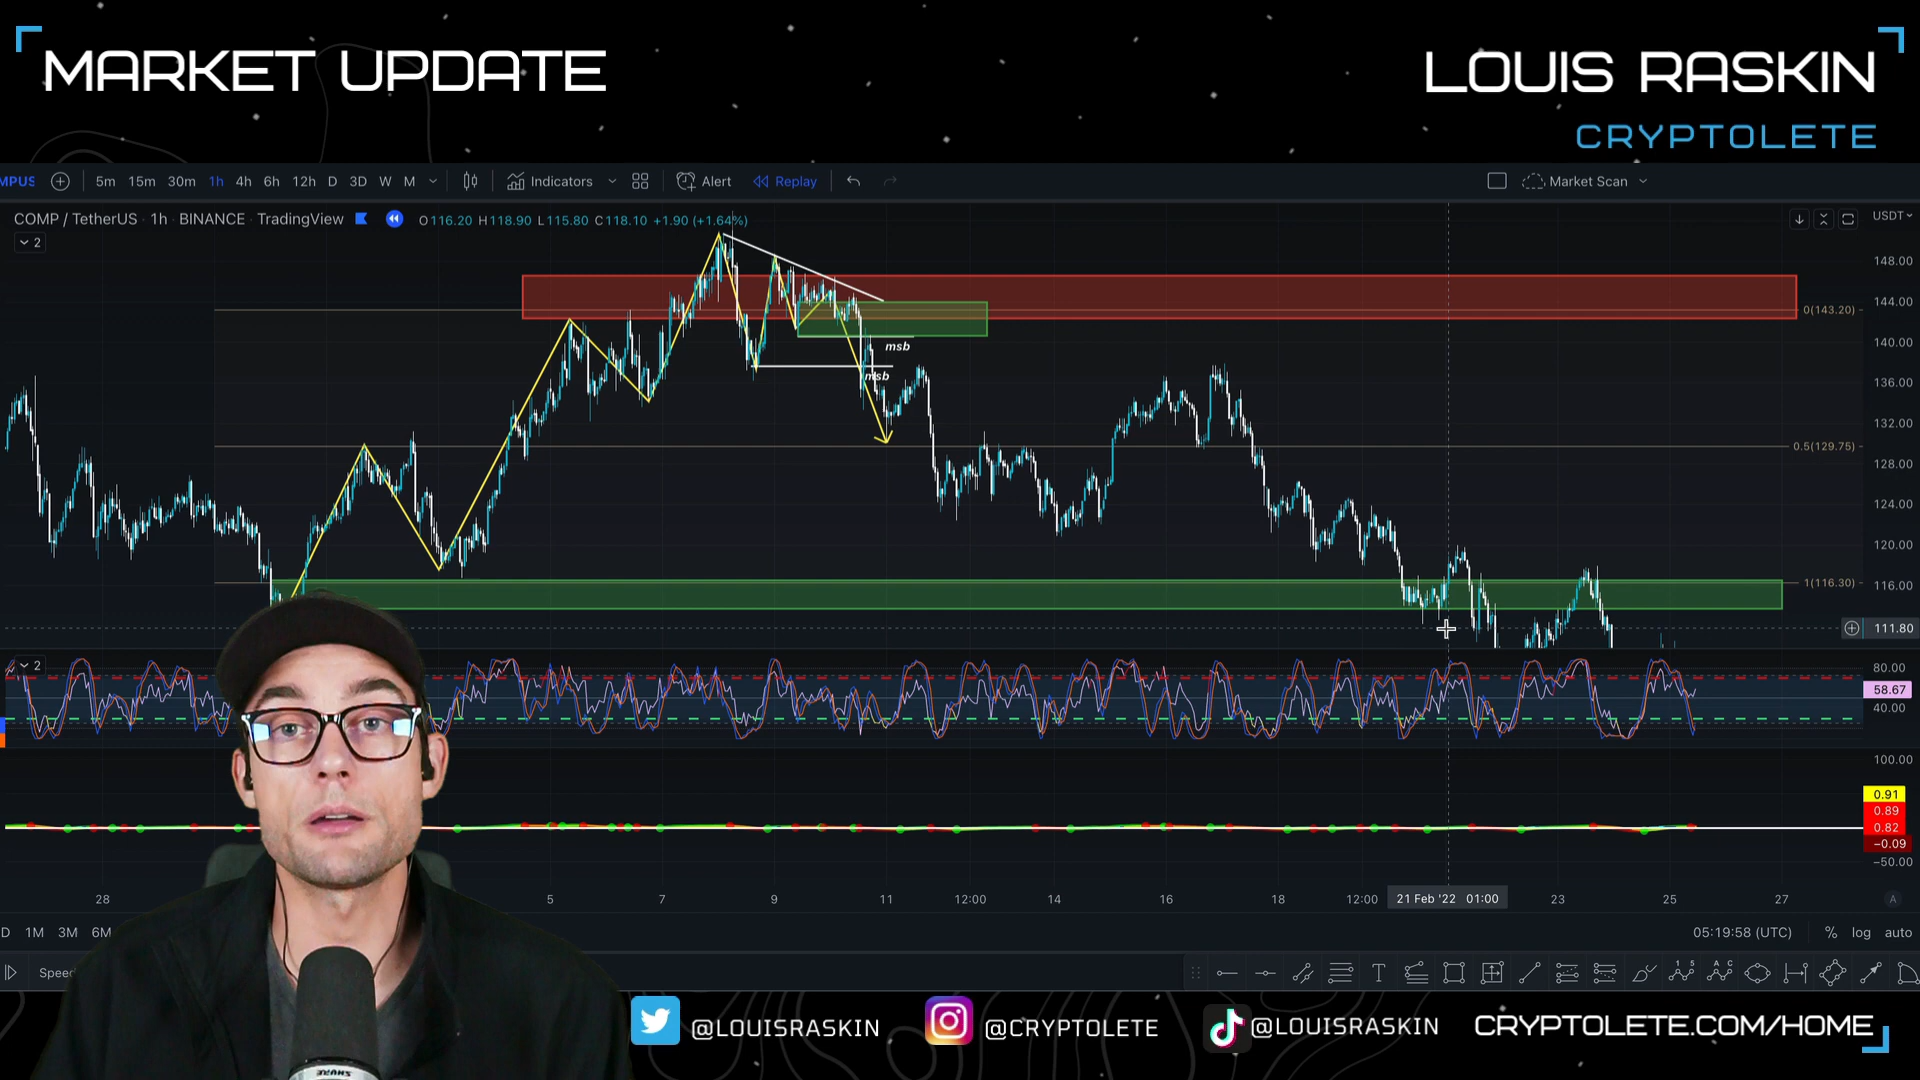 MARKET UPDATE
LOUIS RASKIN
CRYPTOLETE
MPUS 5m 15m 30m 1h 4h 6h 12h D 3D W M Indicators Alert Replay Market Scan
COMP / TetherUS · 1h · BINANCE · TradingView O116.20 H118.90 L115.80 C118.10 +1.90 (+1.64%)
USDT
2
148.00
144.00
0(143.20)
140.00
msb
msb
136.00
132.00
0.5(129.75)
128.00
124.00
120.00
1(116.30)
116.00
111.80
2
80.00
58.67
40.00
100.00
0.91
0.89
0.82
−0.09
−50.00
28 5 7 9 11 12:00 14 16 18 12:00 21 Feb '22 01:00 23 25 27 A
D 1M 3M 6M 05:19:58 (UTC) % log auto
Speed
T
1 5
A C
@LOUISRASKIN @CRYPTOLETE @LOUISRASKIN CRYPTOLETE.COM/HOME
SHURE